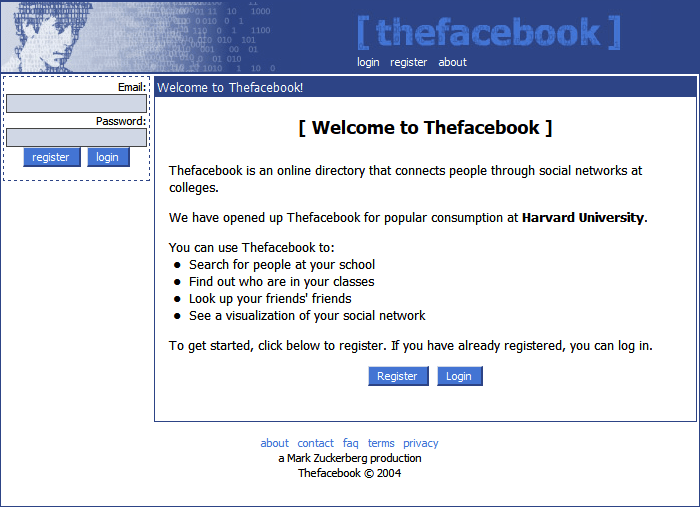 [ thefacebook ]
login register about
Email:
Password:
register login
Welcome to Thefacebook!
[ Welcome to Thefacebook ]
Thefacebook is an online directory that connects people through social networks at
colleges.
We have opened up Thefacebook for popular consumption at Harvard University.
You can use Thefacebook to:
• Search for people at your school
• Find out who are in your classes
• Look up your friends' friends
• See a visualization of your social network
To get started, click below to register. If you have already registered, you can log in.
Register Login
about contact faq terms privacy
a Mark Zuckerberg production
Thefacebook © 2004